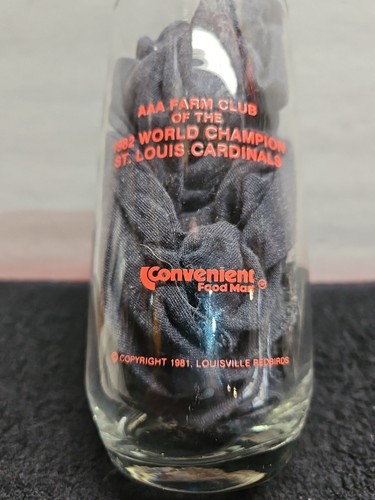 AAA FARM CLUB
OF THE
1982 WORLD CHAMPION
ST. LOUIS CARDINALS
Convenient
Food Mart ®
© COPYRIGHT 1981, LOUISVILLE REDBIRDS